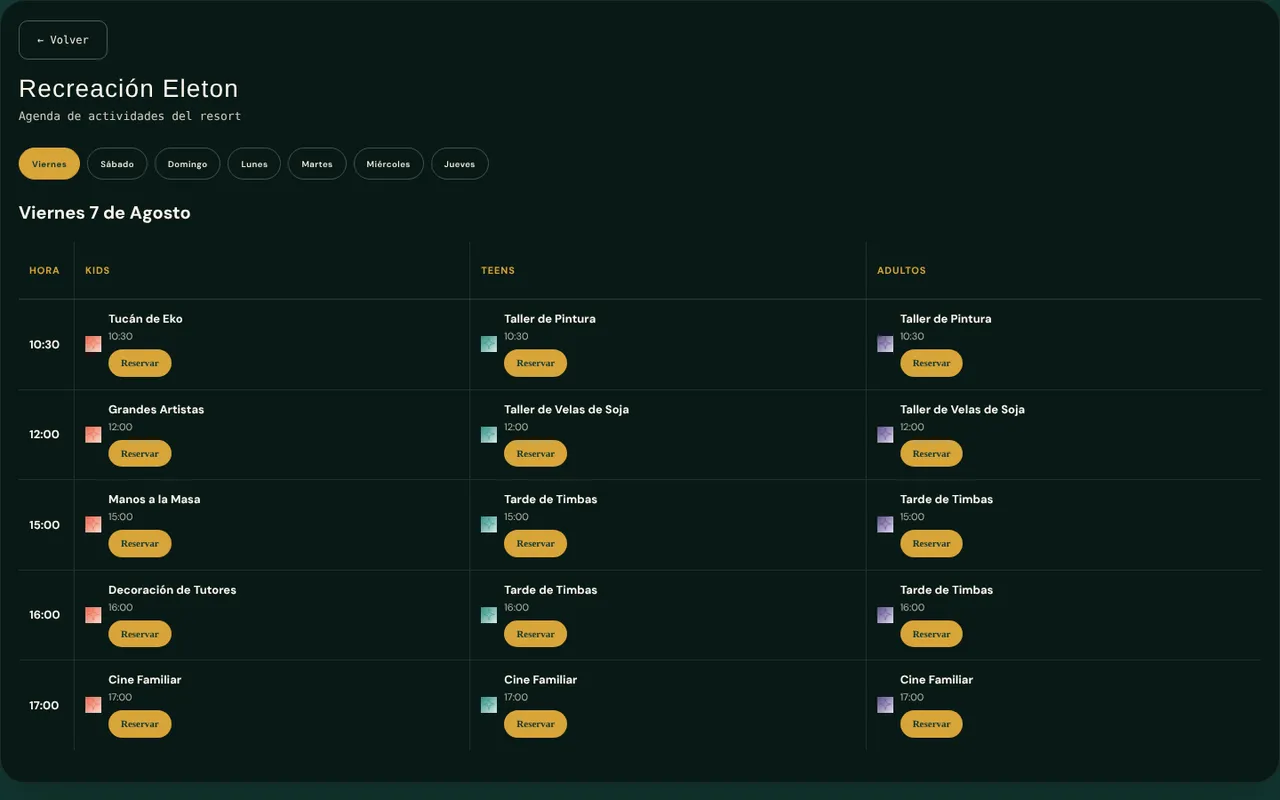 ← Volver
Recreación Eleton
Agenda de actividades del resort
Viernes Sábado Domingo Lunes Martes Miércoles Jueves
Viernes 7 de Agosto
HORA KIDS TEENS ADULTOS
10:30
Tucán de Eko
10:30
Reservar
Taller de Pintura
10:30
Reservar
Taller de Pintura
10:30
Reservar
12:00
Grandes Artistas
12:00
Reservar
Taller de Velas de Soja
12:00
Reservar
Taller de Velas de Soja
12:00
Reservar
15:00
Manos a la Masa
15:00
Reservar
Tarde de Timbas
15:00
Reservar
Tarde de Timbas
15:00
Reservar
16:00
Decoración de Tutores
16:00
Reservar
Tarde de Timbas
16:00
Reservar
Tarde de Timbas
16:00
Reservar
17:00
Cine Familiar
17:00
Reservar
Cine Familiar
17:00
Reservar
Cine Familiar
17:00
Reservar